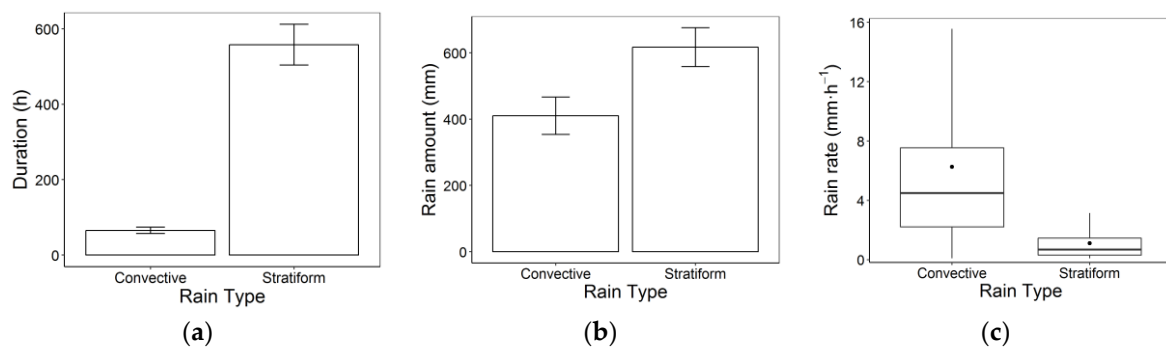 600
400
200
0
Duration (h)
Convective
Stratiform
Rain Type
(a)
600
400
200
0
Rain amount (mm)
Convective
Stratiform
Rain Type
(b)
16
12
8
4
0
Rain rate (mm·h⁻¹)
Convective
Stratiform
Rain Type
(c)